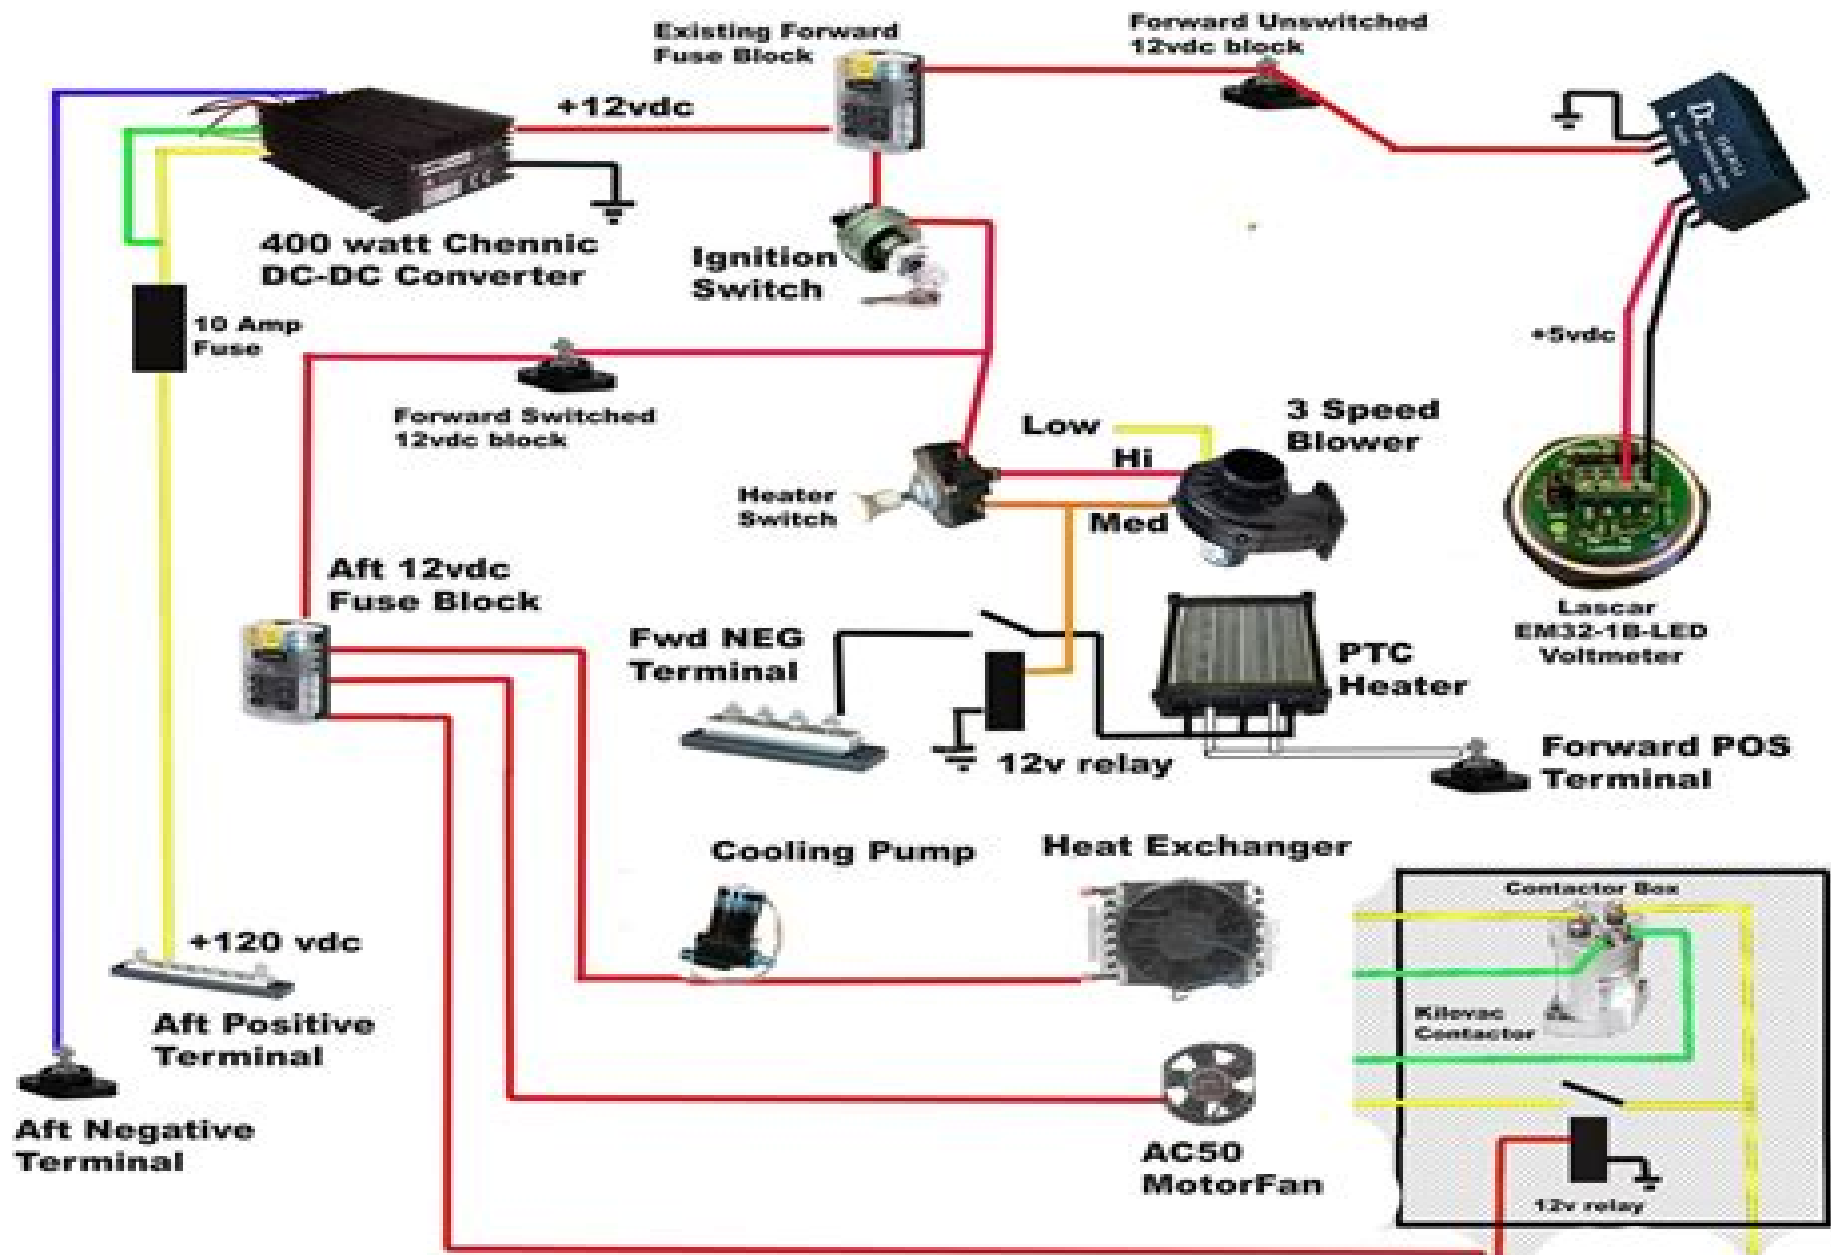 Existing Forward
Fuse Block
Forward Unswitched
12vdc block
+12vdc
400 watt Chennic
DC-DC Converter
Ignition
Switch
10 Amp
Fuse
+5vdc
Forward Switched
12vdc block
Low
Hi
Med
3 Speed
Blower
Heater
Switch
Aft 12vdc
Fuse Block
Lascar
EM32-1B-LED
Voltmeter
Fwd NEG
Terminal
PTC
Heater
12v relay
Forward POS
Terminal
Cooling Pump
Heat Exchanger
Contactor Box
+120 vdc
Aft Positive
Terminal
Kilovac
Contactor
Aft Negative
Terminal
AC50
MotorFan
12v relay